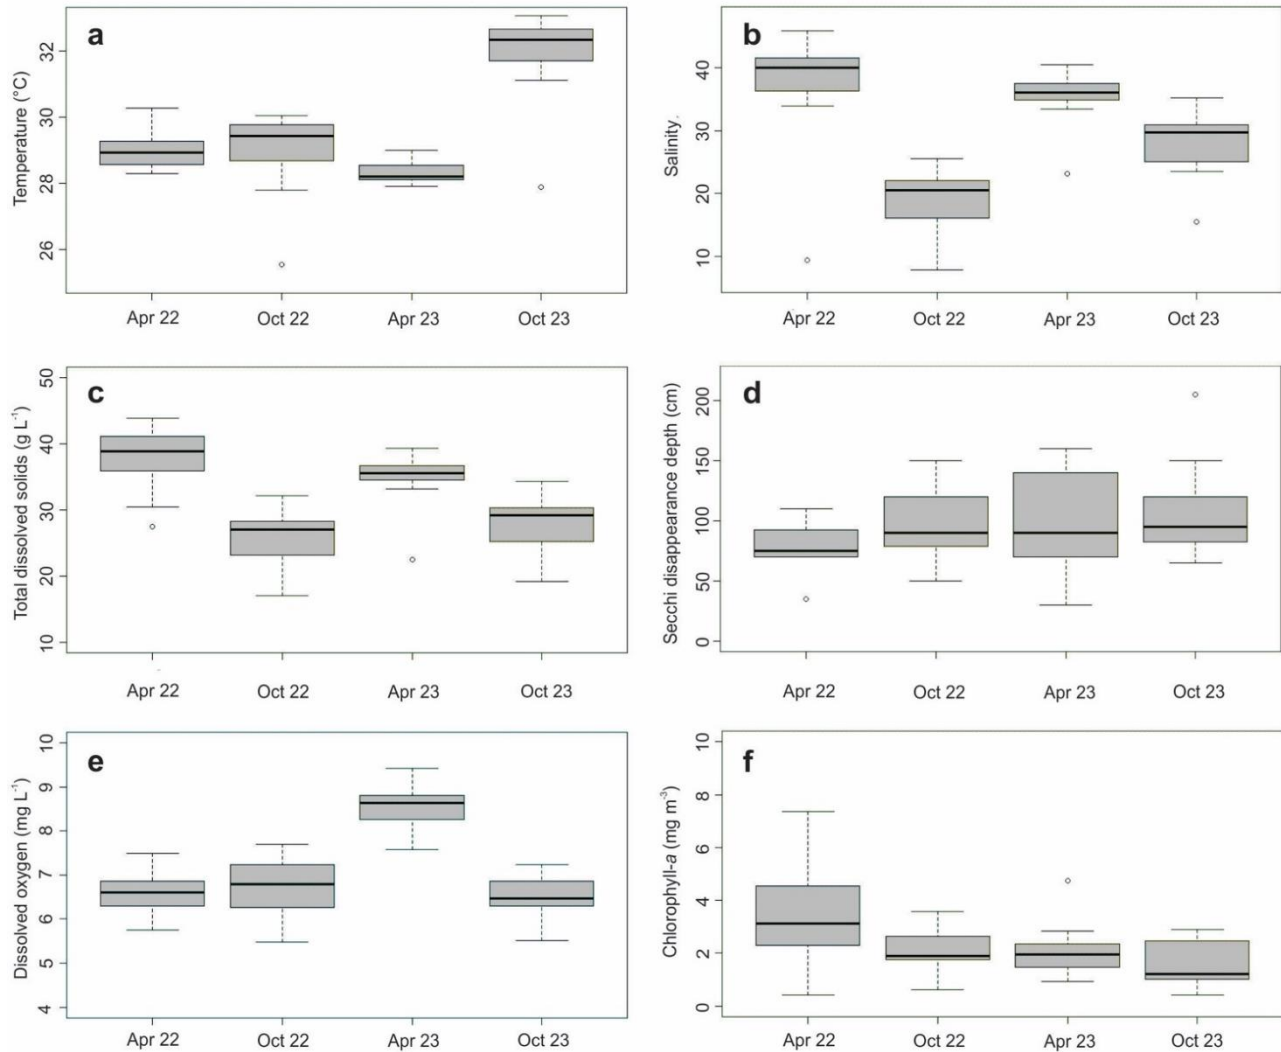 a
Temperature (°C)
32
30
28
26
Apr 22 Oct 22 Apr 23 Oct 23
b
Salinity
40
30
20
10
Apr 22 Oct 22 Apr 23 Oct 23
c
Total dissolved solids (g L⁻¹)
50
40
30
20
10
Apr 22 Oct 22 Apr 23 Oct 23
d
Secchi disappearance depth (cm)
200
150
100
50
0
Apr 22 Oct 22 Apr 23 Oct 23
e
Dissolved oxygen (mg L⁻¹)
10
9
8
7
6
5
4
Apr 22 Oct 22 Apr 23 Oct 23
f
Chlorophyll-a (mg m⁻³)
10
8
6
4
2
0
Apr 22 Oct 22 Apr 23 Oct 23